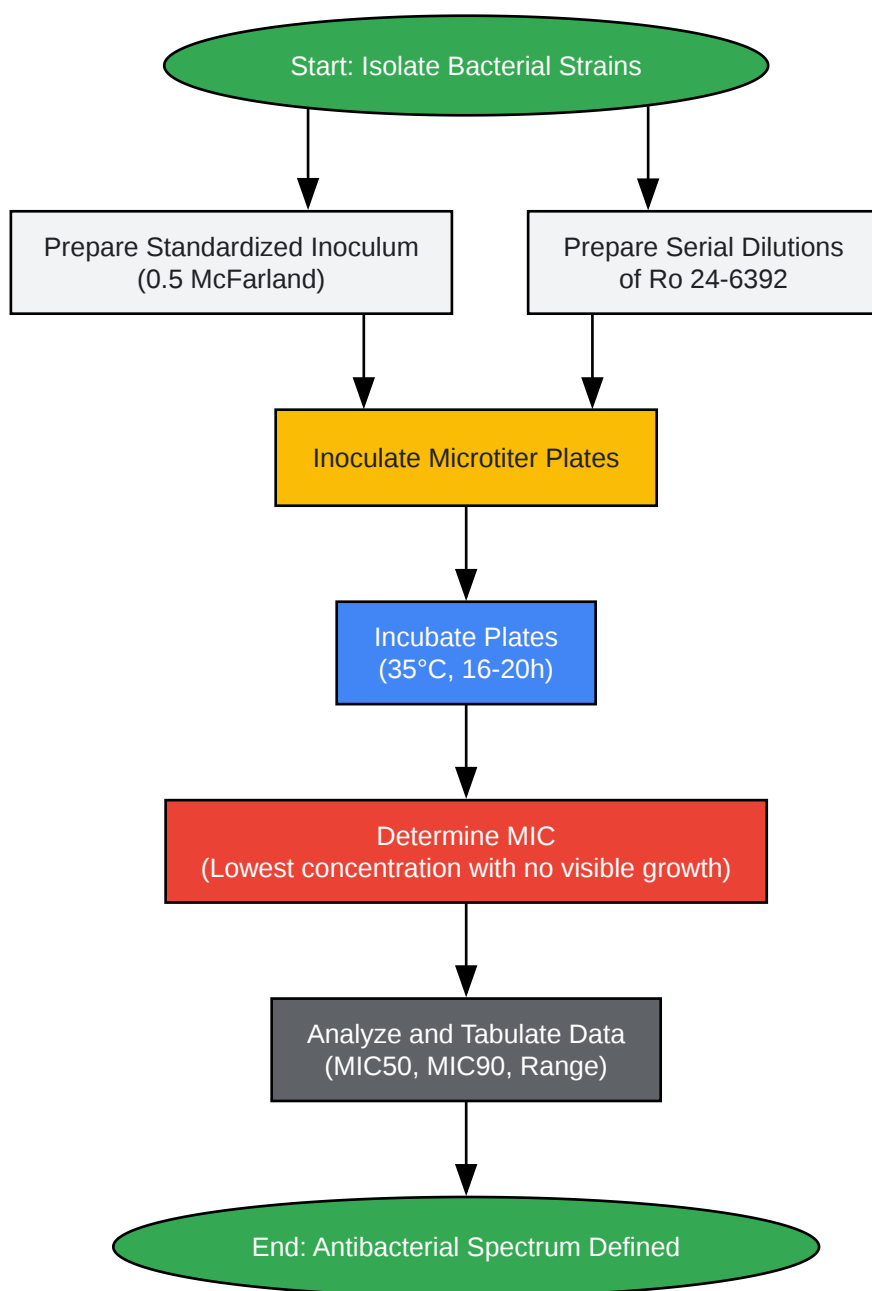 Start: Isolate Bacterial Strains
Prepare Standardized Inoculum
(0.5 McFarland)
Prepare Serial Dilutions
of Ro 24-6392
Inoculate Microtiter Plates
Incubate Plates
(35°C, 16-20h)
Determine MIC
(Lowest concentration with no visible growth)
Analyze and Tabulate Data
(MIC50, MIC90, Range)
End: Antibacterial Spectrum Defined